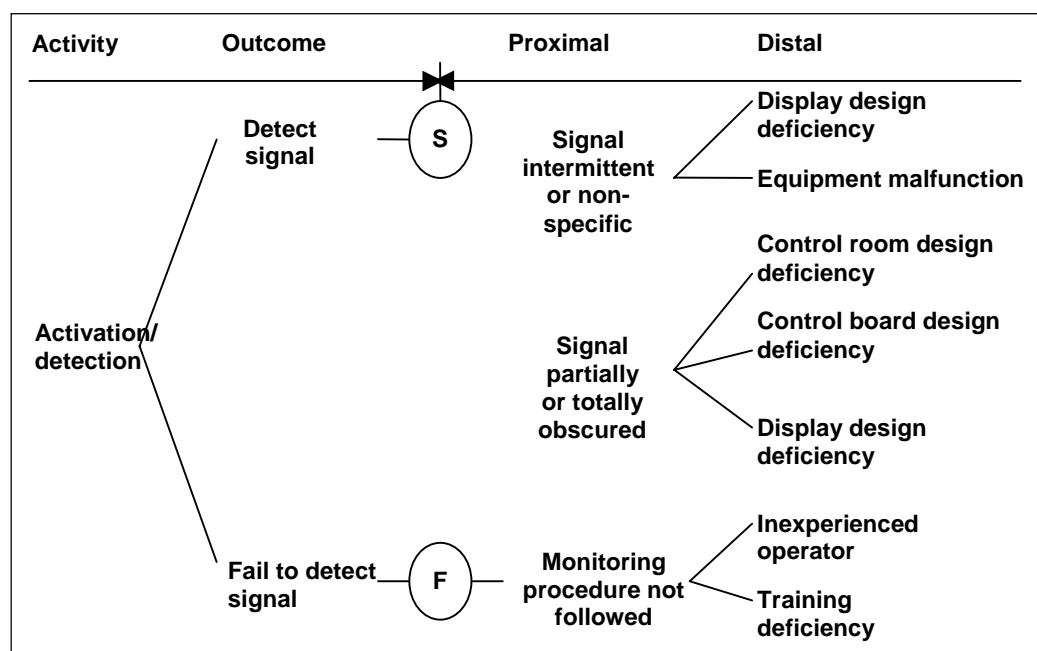 Activity Outcome Proximal Distal
Detect
signal
S
Signal
intermittent
or non-
specific
Display design
deficiency
Equipment malfunction
Activation/
detection
Signal
partially
or totally
obscured
Control room design
deficiency
Control board design
deficiency
Display design
deficiency
Fail to detect
signal
F
Monitoring
procedure not
followed
Inexperienced
operator
Training
deficiency